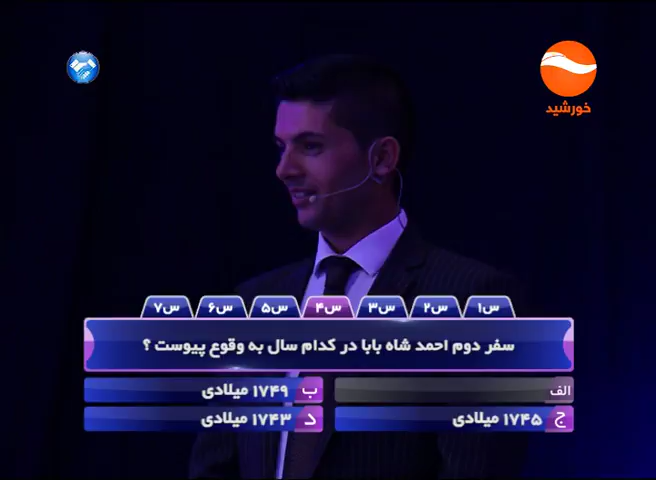 خورشید
س۱ س۲ س۳ س۴ س۵ س۶ س۷
سفر دوم احمد شاه بابا در کدام سال به وقوع پیوست ؟
الف
ب ۱۷۴۹ میلادی
ج ۱۷۴۵ میلادی
د ۱۷۴۳ میلادی